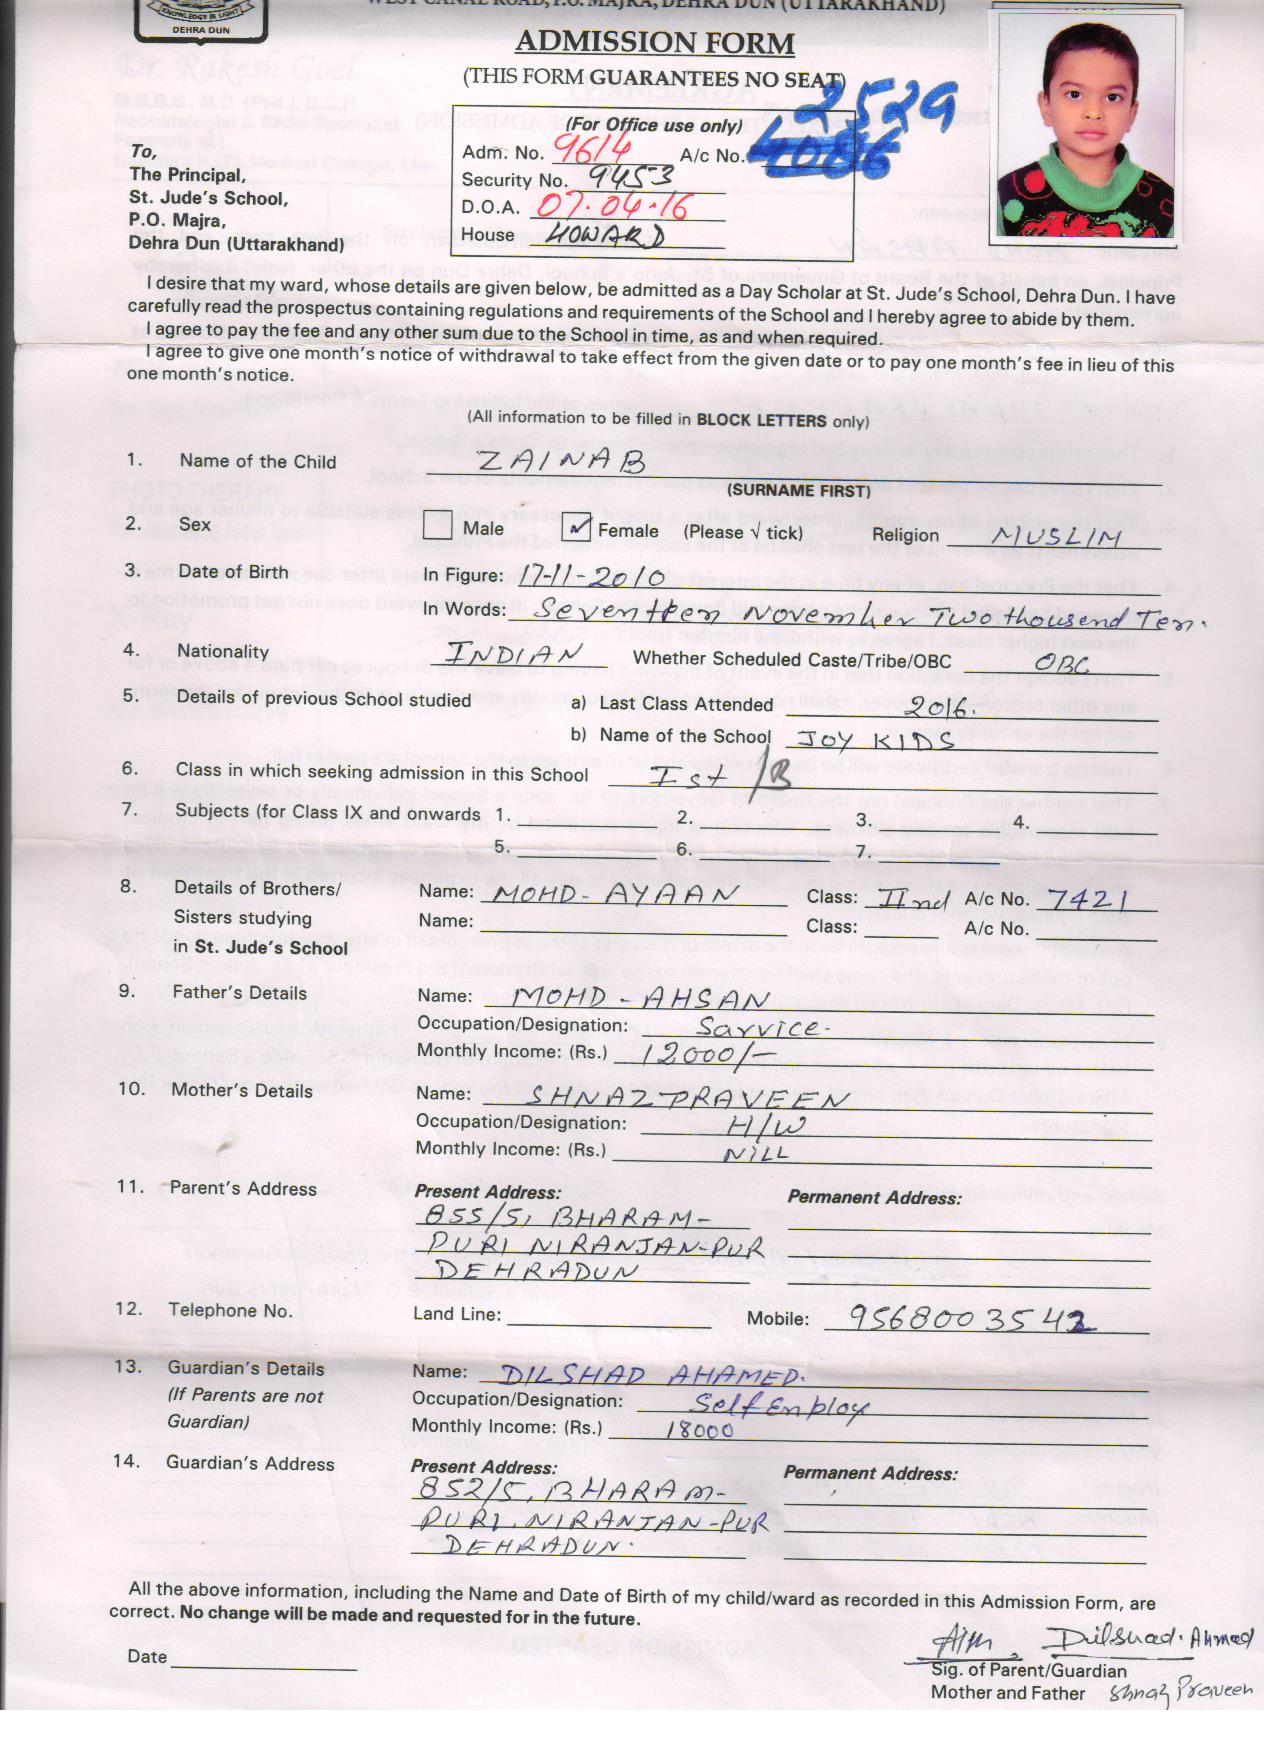 KNOWLEDGE & LIGHT
DEHRA DUN
WEST CANAL ROAD, P.O. MAJRA, DEHRA DUN (UTTARAKHAND)
ADMISSION FORM
(THIS FORM GUARANTEES NO SEAT)
2529
(For Office use only)
Adm. No. 9614 A/c No.
Security No. 9453
D.O.A. 07.04.16
House HOWARD
To,
The Principal,
St. Jude's School,
P.O. Majra,
Dehra Dun (Uttarakhand)
I desire that my ward, whose details are given below, be admitted as a Day Scholar at St. Jude's School, Dehra Dun. I have
carefully read the prospectus containing regulations and requirements of the School and I hereby agree to abide by them.
I agree to pay the fee and any other sum due to the School in time, as and when required.
I agree to give one month's notice of withdrawal to take effect from the given date or to pay one month's fee in lieu of this
one month's notice.
(All information to be filled in BLOCK LETTERS only)
1. Name of the Child ZAINAB
(SURNAME FIRST)
2. Sex Male ✓ Female (Please √ tick) Religion MUSLIM
3. Date of Birth In Figure: 17-11-2010
In Words: Seventeen November Two thousend Ten.
4. Nationality INDIAN Whether Scheduled Caste/Tribe/OBC OBC
5. Details of previous School studied a) Last Class Attended 2016.
b) Name of the School JOY KIDS
6. Class in which seeking admission in this School Ist /B
7. Subjects (for Class IX and onwards 1. 2. 3. 4.
5. 6. 7.
8. Details of Brothers/ Name: MOHD- AYAAN Class: IInd A/c No. 7421
Sisters studying Name: Class: A/c No.
in St. Jude's School
9. Father's Details Name: MOHD - AHSAN
Occupation/Designation: Sarvice-
Monthly Income: (Rs.) 12000/-
10. Mother's Details Name: SHNAZ PRAVEEN
Occupation/Designation: H/W
Monthly Income: (Rs.) NILL
11. Parent's Address Present Address: Permanent Address:
855/5, BHARAM-
PURI NIRANJAN-PUR
DEHRADUN
12. Telephone No. Land Line: Mobile: 9568003542
13. Guardian's Details Name: DILSHAD AHAMED.
(If Parents are not Occupation/Designation: Self Employ
Guardian) Monthly Income: (Rs.) 18000
14. Guardian's Address Present Address: Permanent Address:
852/5, BHARAM-
PURI, NIRANJAN-PUR
DEHRADUN.
All the above information, including the Name and Date of Birth of my child/ward as recorded in this Admission Form, are
correct. No change will be made and requested for in the future.
Dilshad. Ahmad
Date Sig. of Parent/Guardian
Mother and Father Shnaz Praveen